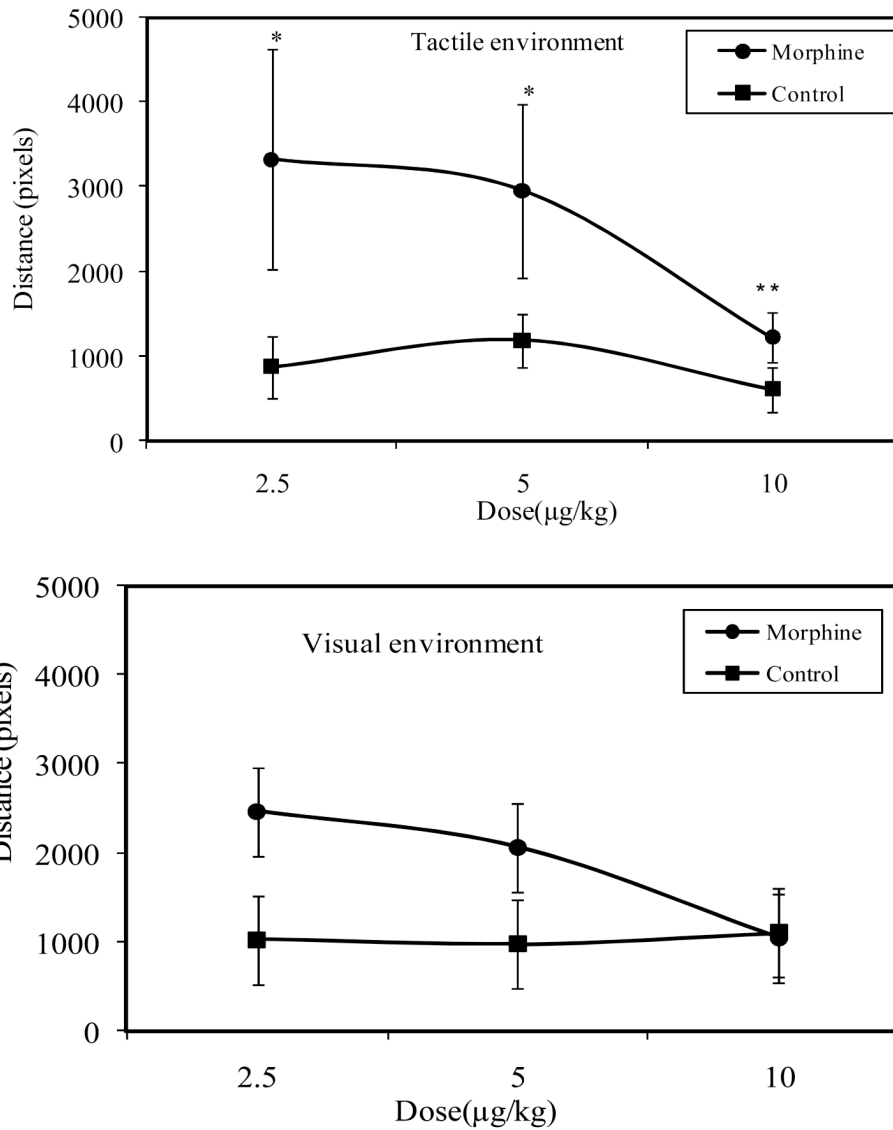 5000
*
Tactile environment
Morphine
Control
4000
*
3000
2000
**
1000
0
Distance (pixels)
2.5
5
10
Dose(μg/kg)
5000
Visual environment
Morphine
Control
4000
3000
2000
1000
0
Distance (pixels)
2.5
5
10
Dose(μg/kg)